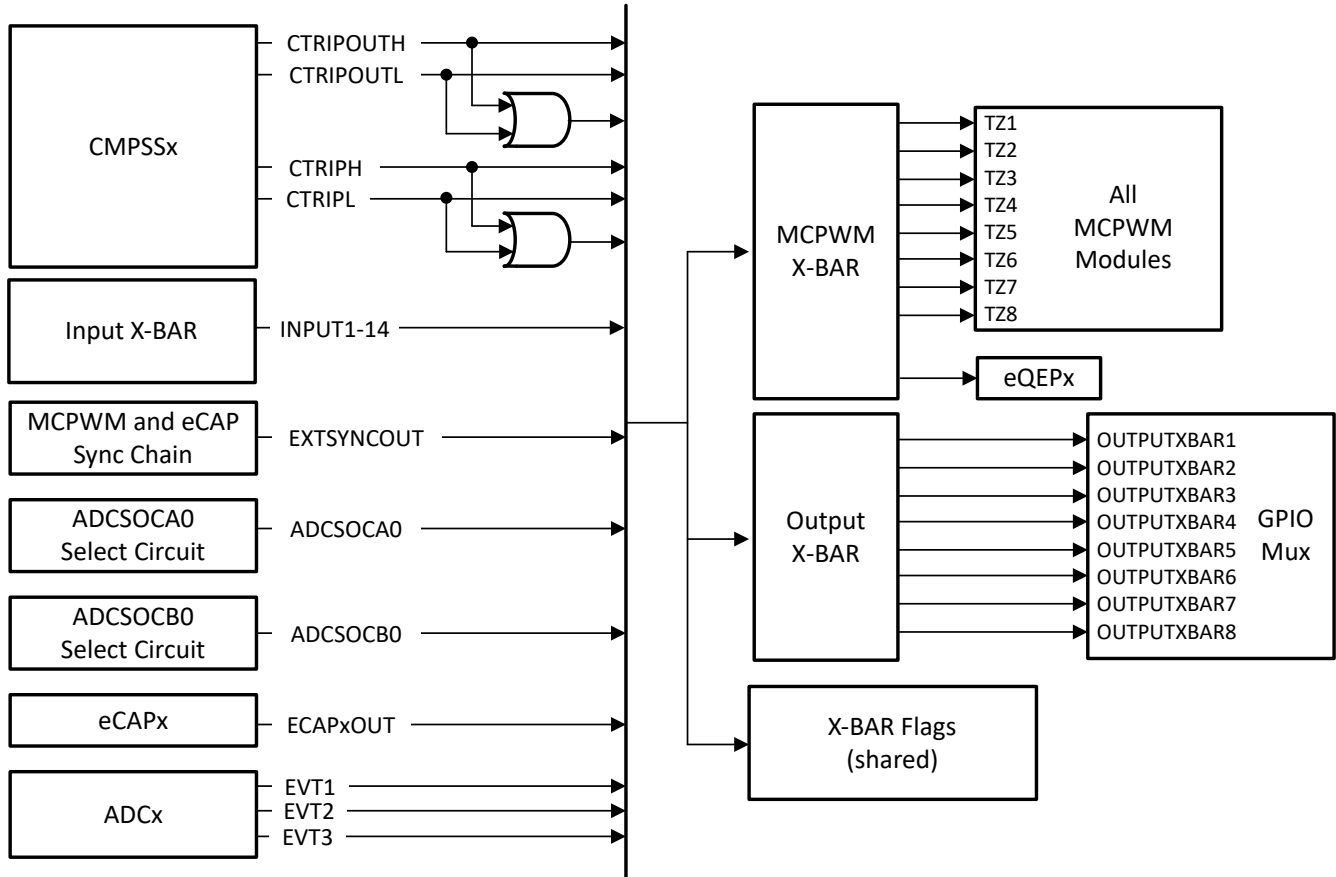 CMPSSx
CTRIPOUTH
CTRIPOUTL
CTRIPH
CTRIPL
Input X-BAR
INPUT1-14
MCPWM and eCAP
Sync Chain
EXTSYNCOUT
ADCSOCA0
Select Circuit
ADCSOCA0
ADCSOCB0
Select Circuit
ADCSOCB0
eCAPx
ECAPxOUT
ADCx
EVT1
EVT2
EVT3
MCPWM
X-BAR
TZ1
TZ2
TZ3
TZ4
TZ5
TZ6
TZ7
TZ8
All
MCPWM
Modules
eQEPx
Output
X-BAR
OUTPUTXBAR1
OUTPUTXBAR2
OUTPUTXBAR3
OUTPUTXBAR4
OUTPUTXBAR5
OUTPUTXBAR6
OUTPUTXBAR7
OUTPUTXBAR8
GPIO
Mux
X-BAR Flags
(shared)